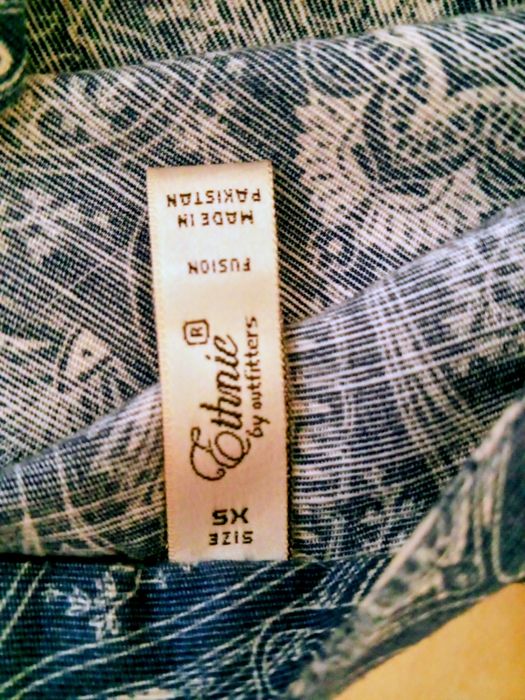 SIZE
XS
Ethnic ®
by outfitters
FUSION
MADE IN
PAKISTAN